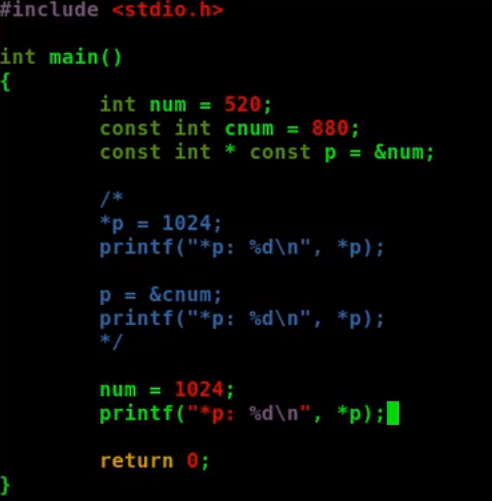 #include <stdio.h>

int main()
{
        int num = 520;
        const int cnum = 880;
        const int * const p = &num;

        /*
        *p = 1024;
        printf("*p: %d\n", *p);

        p = &cnum;
        printf("*p: %d\n", *p);
        */

        num = 1024;
        printf("*p: %d\n", *p);

        return 0;
}